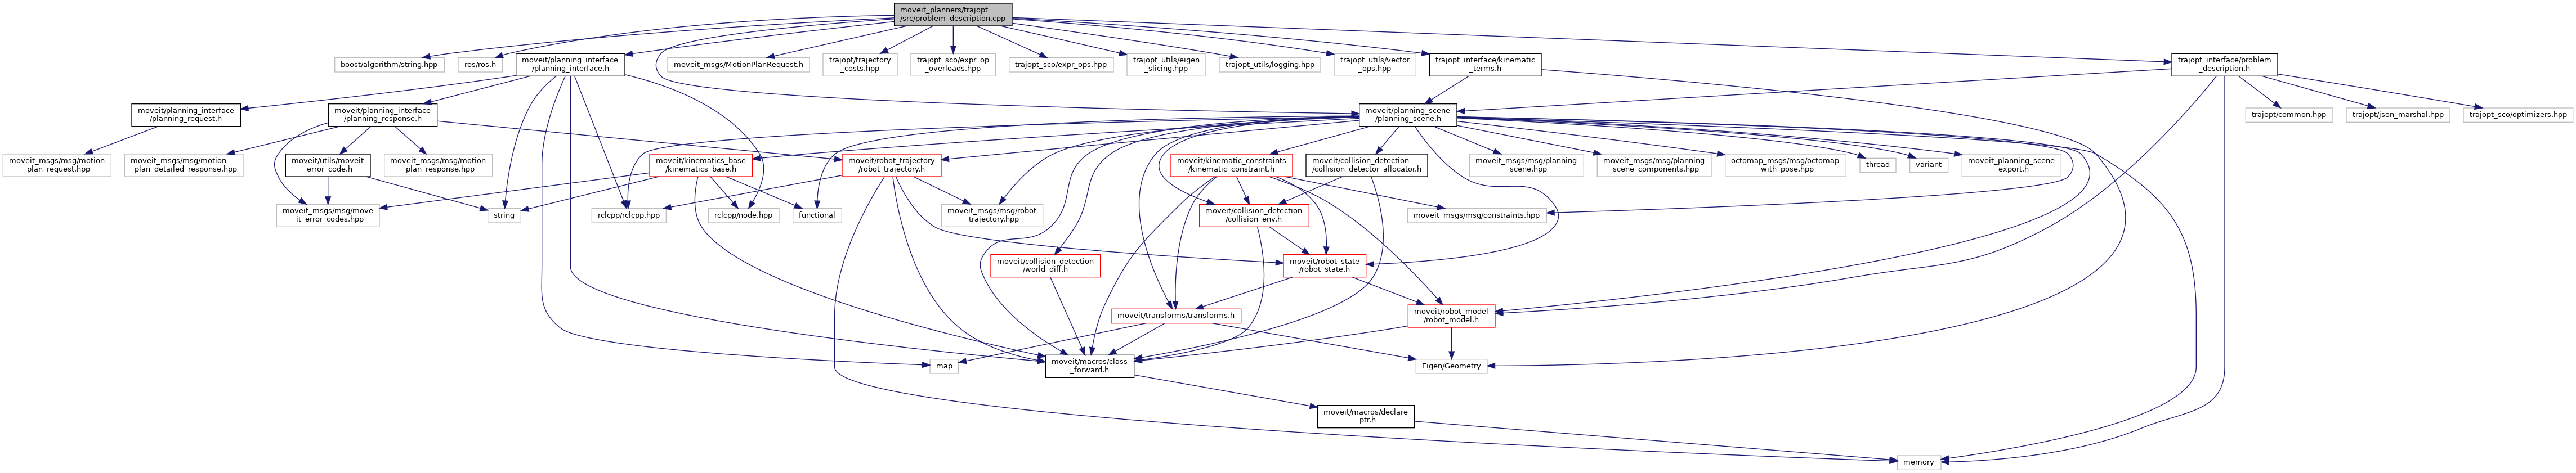 moveit_planners/trajopt
/src/problem_description.cpp
boost/algorithm/string.hpp
ros/ros.h
moveit/planning_interface
/planning_interface.h
moveit_msgs/MotionPlanRequest.h
trajopt/trajectory
_costs.hpp
trajopt_sco/expr_op
_overloads.hpp
trajopt_sco/expr_ops.hpp
trajopt_utils/eigen
_slicing.hpp
trajopt_utils/logging.hpp
trajopt_utils/vector
_ops.hpp
trajopt_interface/kinematic
_terms.h
trajopt_interface/problem
_description.h
moveit/planning_interface
/planning_request.h
moveit/planning_interface
/planning_response.h
moveit/planning_scene
/planning_scene.h
trajopt/common.hpp
trajopt/json_marshal.hpp
trajopt_sco/optimizers.hpp
moveit_msgs/msg/motion
_plan_request.hpp
moveit_msgs/msg/motion
_plan_detailed_response.hpp
moveit/utils/moveit
_error_code.h
moveit_msgs/msg/motion
_plan_response.hpp
moveit/kinematics_base
/kinematics_base.h
moveit/robot_trajectory
/robot_trajectory.h
moveit/kinematic_constraints
/kinematic_constraint.h
moveit/collision_detection
/collision_detector_allocator.h
moveit_msgs/msg/planning
_scene.hpp
moveit_msgs/msg/planning
_scene_components.hpp
octomap_msgs/msg/octomap
_with_pose.hpp
thread
variant
moveit_planning_scene
_export.h
moveit_msgs/msg/move
_it_error_codes.hpp
string
rclcpp/rclcpp.hpp
rclcpp/node.hpp
functional
moveit_msgs/msg/robot
_trajectory.hpp
moveit/collision_detection
/collision_env.h
moveit_msgs/msg/constraints.hpp
moveit/collision_detection
/world_diff.h
moveit/robot_state
/robot_state.h
moveit/transforms/transforms.h
moveit/robot_model
/robot_model.h
map
moveit/macros/class
_forward.h
Eigen/Geometry
moveit/macros/declare
_ptr.h
memory